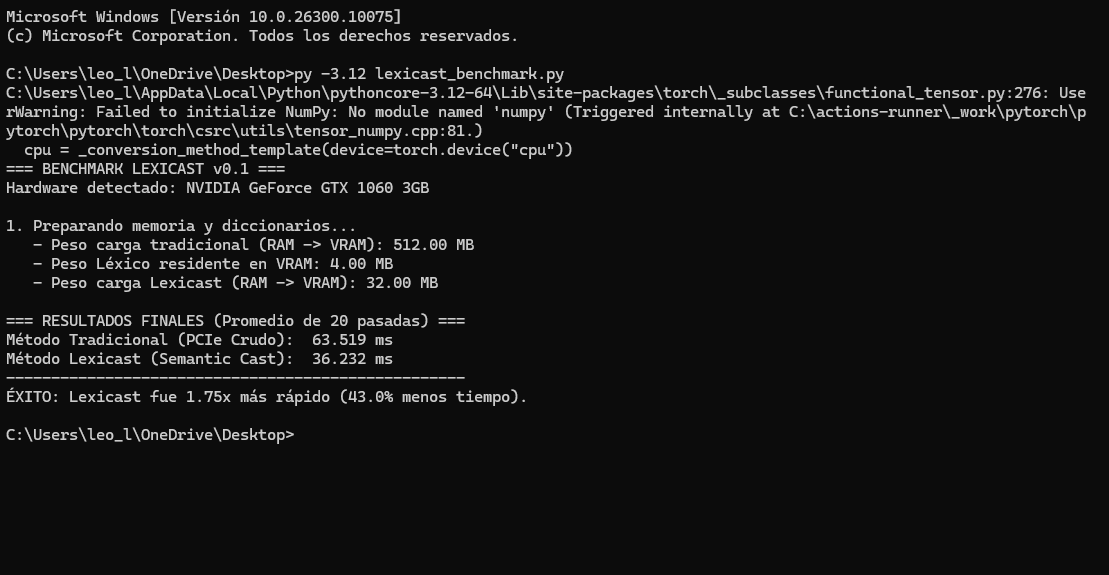 Microsoft Windows [Versión 10.0.26300.10075]
(c) Microsoft Corporation. Todos los derechos reservados.
C:\Users\leo_l\OneDrive\Desktop>py -3.12 lexicast_benchmark.py
C:\Users\leo_l\AppData\Local\Python\pythoncore-3.12-64\Lib\site-packages\torch\_subclasses\functional_tensor.py:276: Use
rWarning: Failed to initialize NumPy: No module named 'numpy' (Triggered internally at C:\actions-runner\_work\pytorch\p
ytorch\pytorch\torch\csrc\utils\tensor_numpy.cpp:81.)
  cpu = _conversion_method_template(device=torch.device("cpu"))
=== BENCHMARK LEXICAST v0.1 ===
Hardware detectado: NVIDIA GeForce GTX 1060 3GB
1. Preparando memoria y diccionarios...
   - Peso carga tradicional (RAM -> VRAM): 512.00 MB
   - Peso Léxico residente en VRAM: 4.00 MB
   - Peso carga Lexicast (RAM -> VRAM): 32.00 MB
=== RESULTADOS FINALES (Promedio de 20 pasadas) ===
Método Tradicional (PCIe Crudo):  63.519 ms
Método Lexicast (Semantic Cast):  36.232 ms
---------------------------------------------------
ÉXITO: Lexicast fue 1.75x más rápido (43.0% menos tiempo).
C:\Users\leo_l\OneDrive\Desktop>